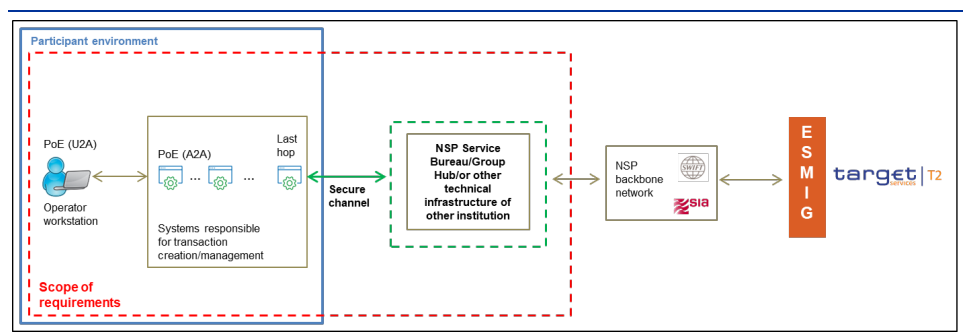 Participant environment
PoE (U2A)
Operator
workstation
PoE (A2A)
Last
hop
...
...
Systems responsible
for transaction
creation/management
Scope of
requirements
Secure
channel
NSP Service
Bureau/Group
Hub/or other
technical
infrastructure of
other institution
NSP
backbone
network
SWIFT
sia
E
S
M
I
G
target | T2
services